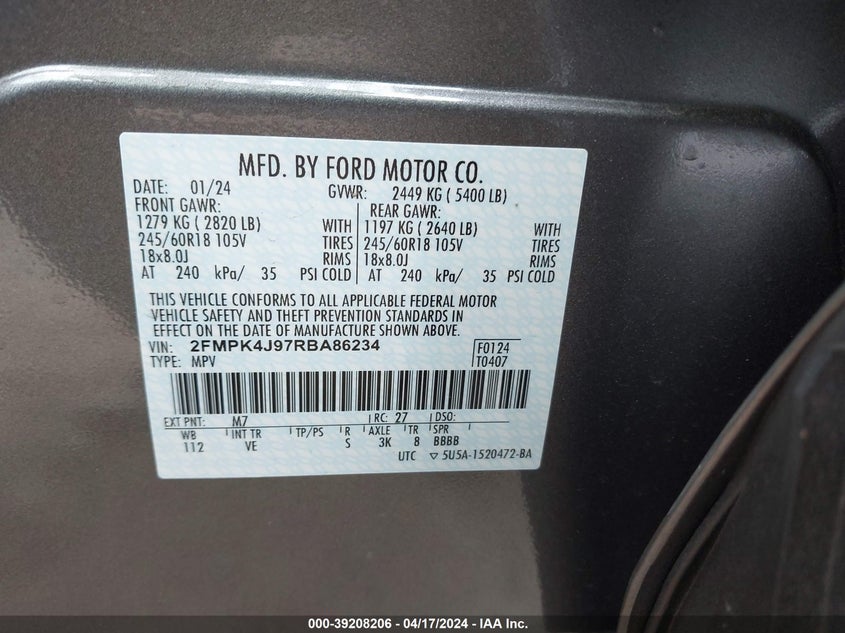 MFD. BY FORD MOTOR CO.
DATE: 01/24 GVWR: 2449 KG ( 5400 LB)
FRONT GAWR: REAR GAWR:
1279 KG ( 2820 LB) WITH 1197 KG ( 2640 LB) WITH
245/60R18 105V TIRES 245/60R18 105V TIRES
18x8.0J RIMS 18x8.0J RIMS
AT 240 kPa/ 35 PSI COLD AT 240 kPa/ 35 PSI COLD
THIS VEHICLE CONFORMS TO ALL APPLICABLE FEDERAL MOTOR
VEHICLE SAFETY AND THEFT PREVENTION STANDARDS IN
EFFECT ON THE DATE OF MANUFACTURE SHOWN ABOVE.
VIN: 2FMPK4J97RBA86234 F0124
TYPE: MPV T0407
EXT PNT: M7 RC: 27 DSO:
WB INT TR TP/PS R AXLE TR SPR
112 VE S 3K 8 BBBB
UTC ▽ 5U5A-1520472-BA
000-39208206 - 04/17/2024 - IAA Inc.